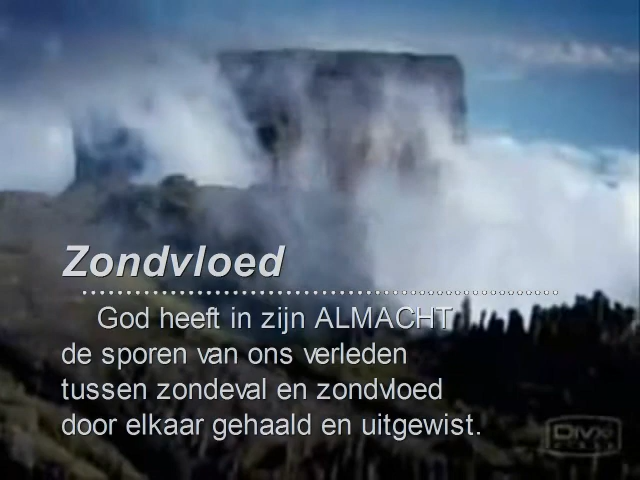 Zondvloed
God heeft in zijn ALMACHT
de sporen van ons verleden
tussen zondeval en zondvloed
door elkaar gehaald en uitgewist.
DivX